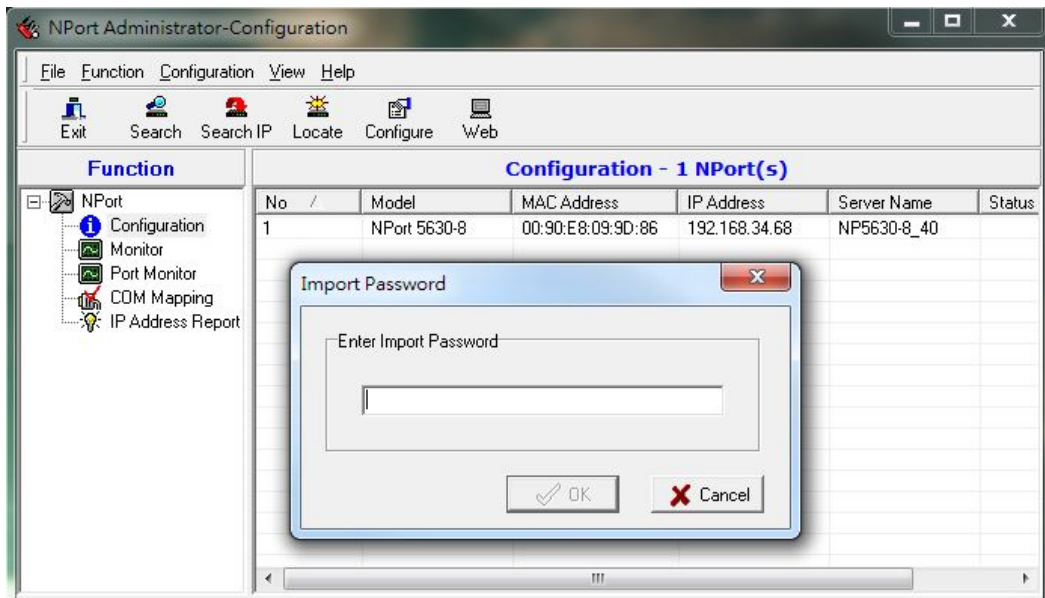 NPort Administrator-Configuration
File Function Configuration View Help
Exit Search Search IP Locate Configure Web
Function
Configuration - 1 NPort(s)
NPort
Configuration
Monitor
Port Monitor
COM Mapping
IP Address Report
No Model MAC Address IP Address Server Name Status
1 NPort 5630-8 00:90:E8:09:9D:86 192.168.34.68 NP5630-8_40
Import Password
Enter Import Password
OK Cancel